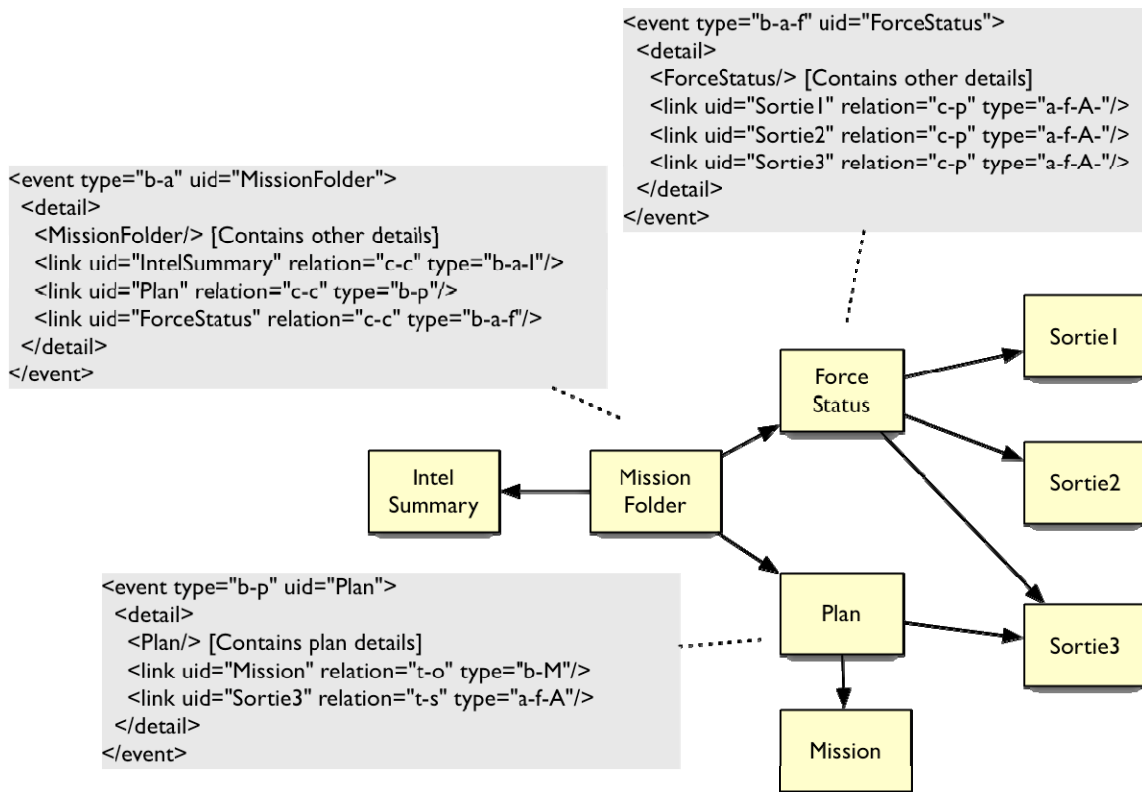 <event type="b-a-f" uid="ForceStatus">
<detail>
<ForceStatus/> [Contains other details]
<link uid="Sortie1" relation="c-p" type="a-f-A-"/>
<link uid="Sortie2" relation="c-p" type="a-f-A-"/>
<link uid="Sortie3" relation="c-p" type="a-f-A-"/>
</detail>
</event>
<event type="b-a" uid="MissionFolder">
<detail>
<MissionFolder/> [Contains other details]
<link uid="IntelSummary" relation="c-c" type="b-a-I"/>
<link uid="Plan" relation="c-c" type="b-p"/>
<link uid="ForceStatus" relation="c-c" type="b-a-f"/>
</detail>
</event>
Force
Status
Sortie1
Intel
Summary
Mission
Folder
Sortie2
<event type="b-p" uid="Plan">
<detail>
<Plan/> [Contains plan details]
<link uid="Mission" relation="t-o" type="b-M"/>
<link uid="Sortie3" relation="t-s" type="a-f-A"/>
</detail>
</event>
Plan
Sortie3
Mission